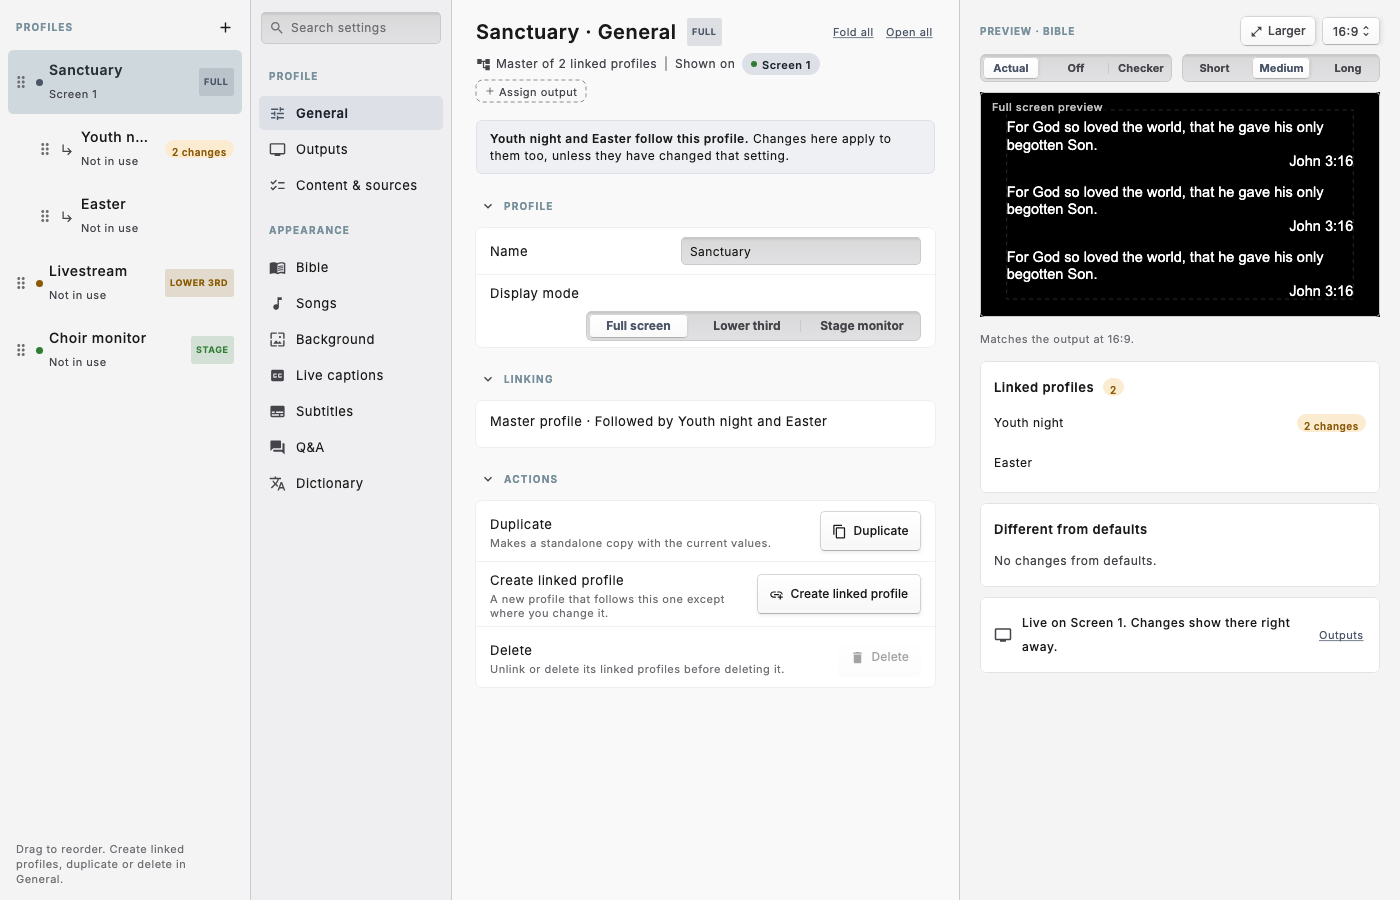 PROFILES
Sanctuary
Screen 1
FULL
Youth n...
Not in use
2 changes
Easter
Not in use
Livestream
Not in use
LOWER 3RD
Choir monitor
Not in use
STAGE
Drag to reorder. Create linked
profiles, duplicate or delete in
General.
Search settings
PROFILE
General
Outputs
Content & sources
APPEARANCE
Bible
Songs
Background
Live captions
Subtitles
Q&A
Dictionary
Sanctuary · General FULL
Fold all Open all
Master of 2 linked profiles | Shown on Screen 1
+ Assign output
Youth night and Easter follow this profile. Changes here apply to
them too, unless they have changed that setting.
PROFILE
Name Sanctuary
Display mode
Full screen Lower third Stage monitor
LINKING
Master profile · Followed by Youth night and Easter
ACTIONS
Duplicate
Makes a standalone copy with the current values.
Duplicate
Create linked profile
A new profile that follows this one except
where you change it.
Create linked profile
Delete
Unlink or delete its linked profiles before deleting it.
Delete
PREVIEW · BIBLE
Larger 16:9
Actual Off Checker Short Medium Long
Full screen preview
For God so loved the world, that he gave his only
begotten Son.
John 3:16
For God so loved the world, that he gave his only
begotten Son.
John 3:16
For God so loved the world, that he gave his only
begotten Son.
John 3:16
Matches the output at 16:9.
Linked profiles 2
Youth night 2 changes
Easter
Different from defaults
No changes from defaults.
Live on Screen 1. Changes show there right
away.
Outputs